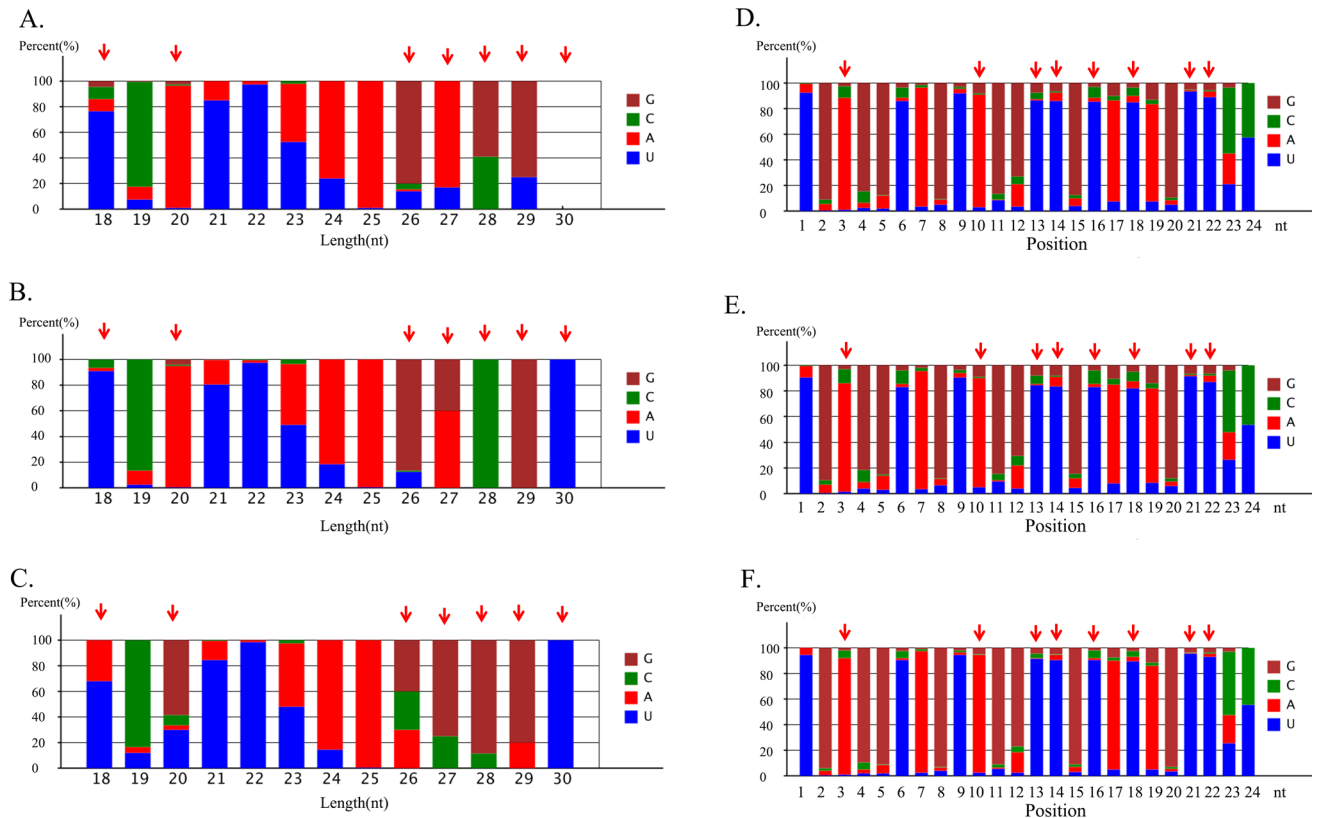 A.
Percent(%)
100
80
60
40
20
0
G
C
A
U
18 19 20 21 22 23 24 25 26 27 28 29 30
Length(nt)
B.
Percent(%)
100
80
60
40
20
0
G
C
A
U
18 19 20 21 22 23 24 25 26 27 28 29 30
Length(nt)
C.
Percent(%)
100
80
60
40
20
0
G
C
A
U
18 19 20 21 22 23 24 25 26 27 28 29 30
Length(nt)
D.
Percent(%)
100
80
60
40
20
0
G
C
A
U
1 2 3 4 5 6 7 8 9 10 11 12 13 14 15 16 17 18 19 20 21 22 23 24 nt
Position
E.
Percent(%)
100
80
60
40
20
0
G
C
A
U
1 2 3 4 5 6 7 8 9 10 11 12 13 14 15 16 17 18 19 20 21 22 23 24 nt
Position
F.
Percent(%)
100
80
60
40
20
0
G
C
A
U
1 2 3 4 5 6 7 8 9 10 11 12 13 14 15 16 17 18 19 20 21 22 23 24 nt
Position